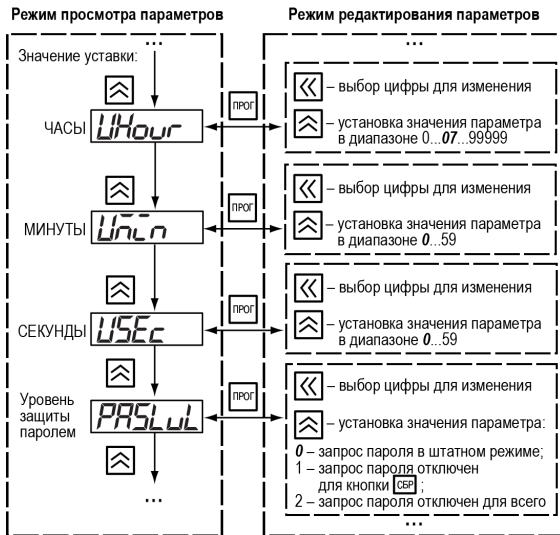 Режим просмотра параметров
Режим редактирования параметров
...
...
Значение уставки:
ЧАСЫ
UHour
ПРОГ
– выбор цифры для изменения
– установка значения параметра
в диапазоне 0...07...99999
МИНУТЫ
Umin
ПРОГ
– выбор цифры для изменения
– установка значения параметра
в диапазоне 0...59
СЕКУНДЫ
USEc
ПРОГ
– выбор цифры для изменения
– установка значения параметра
в диапазоне 0...59
Уровень
защиты
паролем
PASLuL
ПРОГ
– выбор цифры для изменения
– установка значения параметра:
0 – запрос пароля в штатном режиме;
1 – запрос пароля отключен
для кнопки СБР ;
2 – запрос пароля отключен для всего
...
...